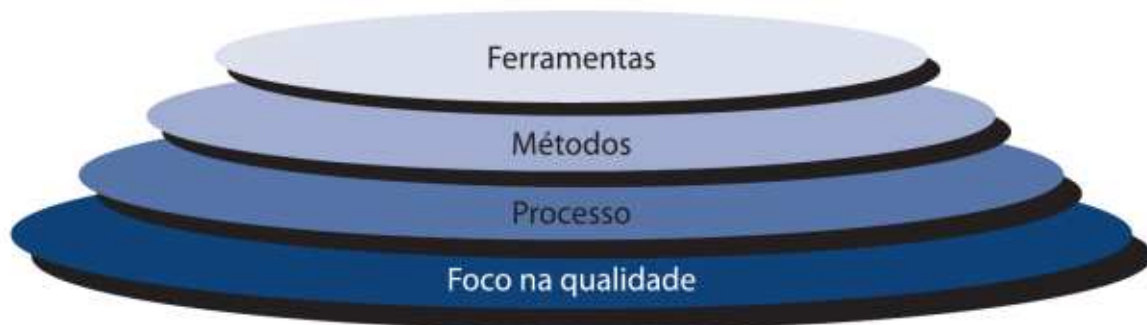 Ferramentas
Métodos
Processo
Foco na qualidade